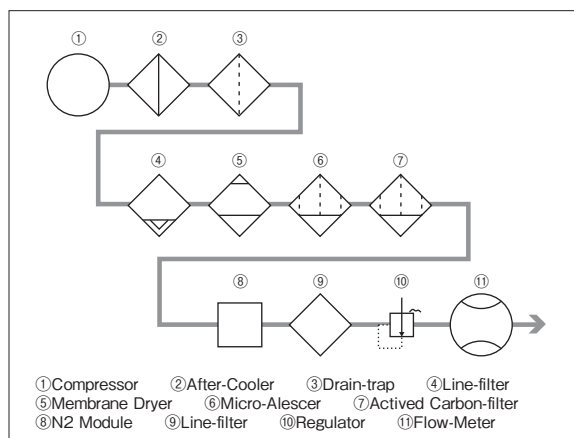 ① ② ③
④ ⑤ ⑥ ⑦
⑧ ⑨ ⑩ ⑪
①Compressor ②After-Cooler ③Drain-trap ④Line-filter
⑤Membrane Dryer ⑥Micro-Alescer ⑦Actived Carbon-filter
⑧N2 Module ⑨Line-filter ⑩Regulator ⑪Flow-Meter